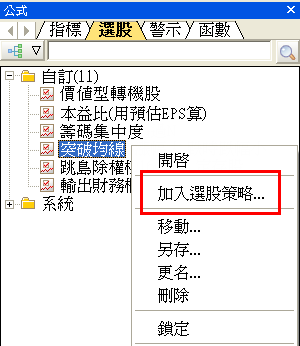 公式
指標 選股 警示 函數
自訂(11)
價值型轉機股
本益比(用預估EPS算)
籌碼集中度
突破均線
跳島除權
輸出財務
系統
開啓
加入選股策略...
移動...
另存...
更名...
刪除
鎖定